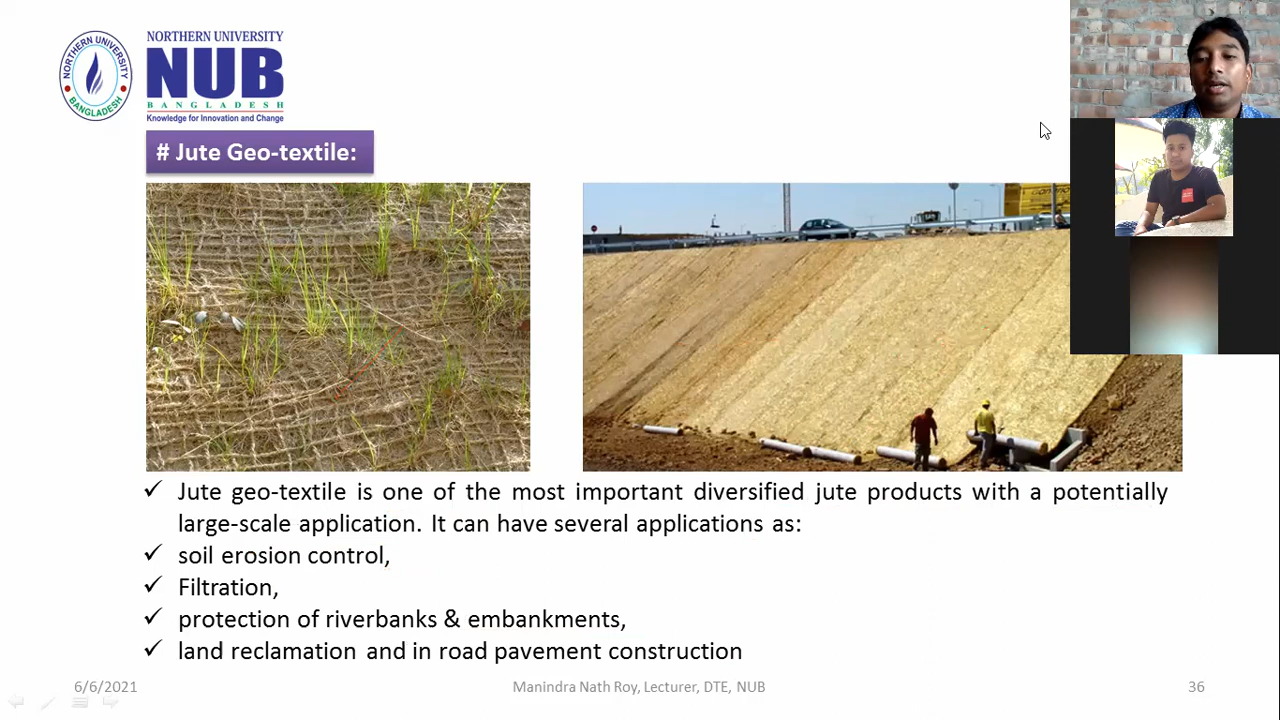 NORTHERN UNIVERSITY
BANGLADESH
NORTHERN UNIVERSITY
NUB
BANGLADESH
Knowledge for Innovation and Change
# Jute Geo-textile:
✓ Jute geo-textile is one of the most important diversified jute products with a potentially
large-scale application. It can have several applications as:
✓ soil erosion control,
✓ Filtration,
✓ protection of riverbanks & embankments,
✓ land reclamation and in road pavement construction
6/6/2021
Manindra Nath Roy, Lecturer, DTE, NUB
36